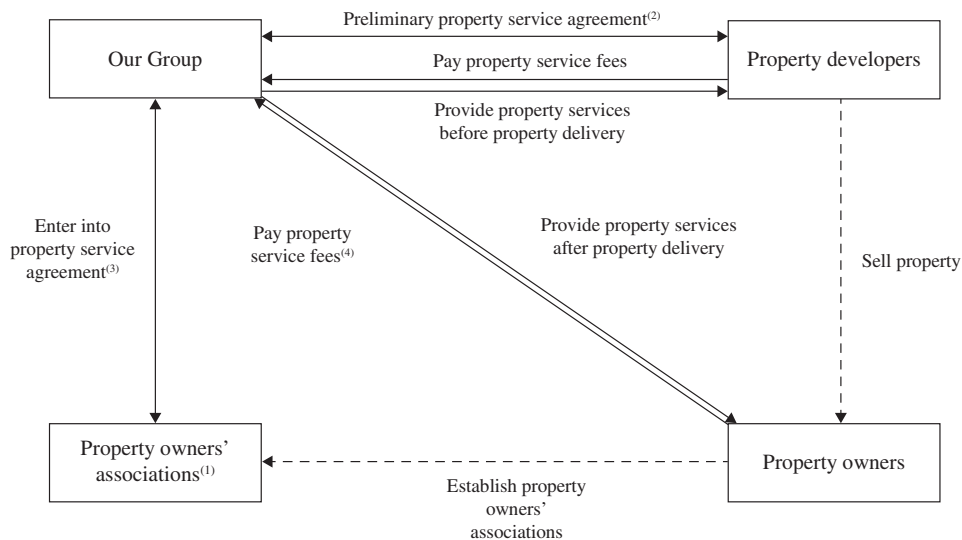 Preliminary property service agreement(2)
Our Group
Property developers
Pay property service fees
Provide property services
before property delivery
Enter into
property service
agreement(3)
Pay property
service fees(4)
Provide property services
after property delivery
Sell property
Property owners’
associations(1)
Property owners
Establish property
owners’
associations